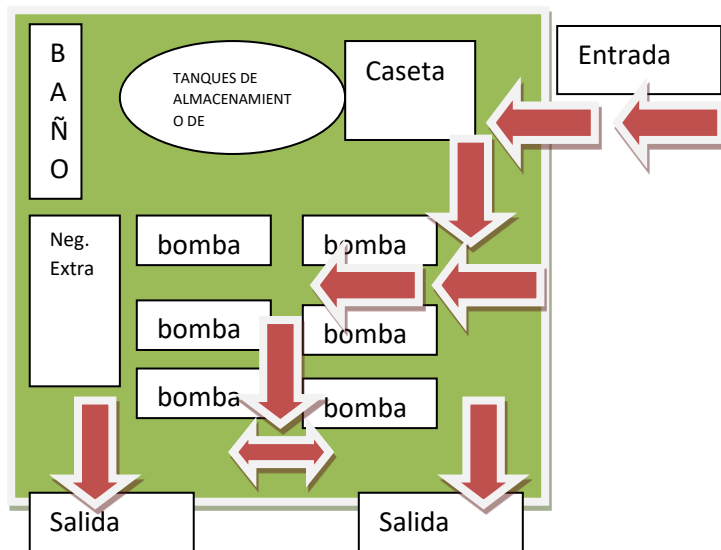 B
A
Ñ
O
TANQUES DE
ALMACENAMIENT
O DE
Caseta
Entrada
Neg.
Extra
bomba
bomba
bomba
bomba
bomba
bomba
Salida
Salida